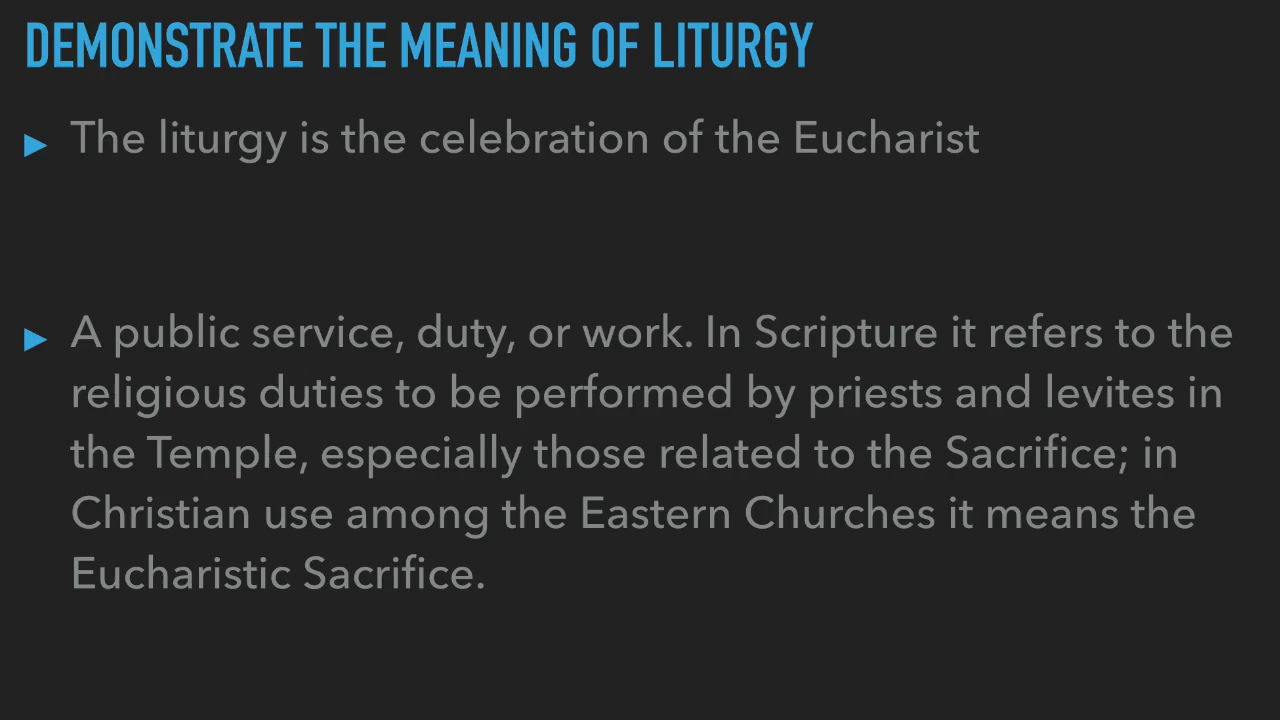 DEMONSTRATE THE MEANING OF LITURGY
▶ The liturgy is the celebration of the Eucharist
▶ A public service, duty, or work. In Scripture it refers to the
religious duties to be performed by priests and levites in
the Temple, especially those related to the Sacrifice; in
Christian use among the Eastern Churches it means the
Eucharistic Sacrifice.